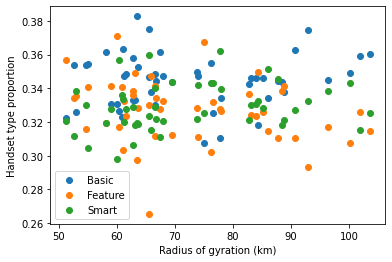 Handset type proportion
0.38
0.36
0.34
0.32
0.30
0.28
0.26
Basic
Feature
Smart
50 60 70 80 90 100
Radius of gyration (km)